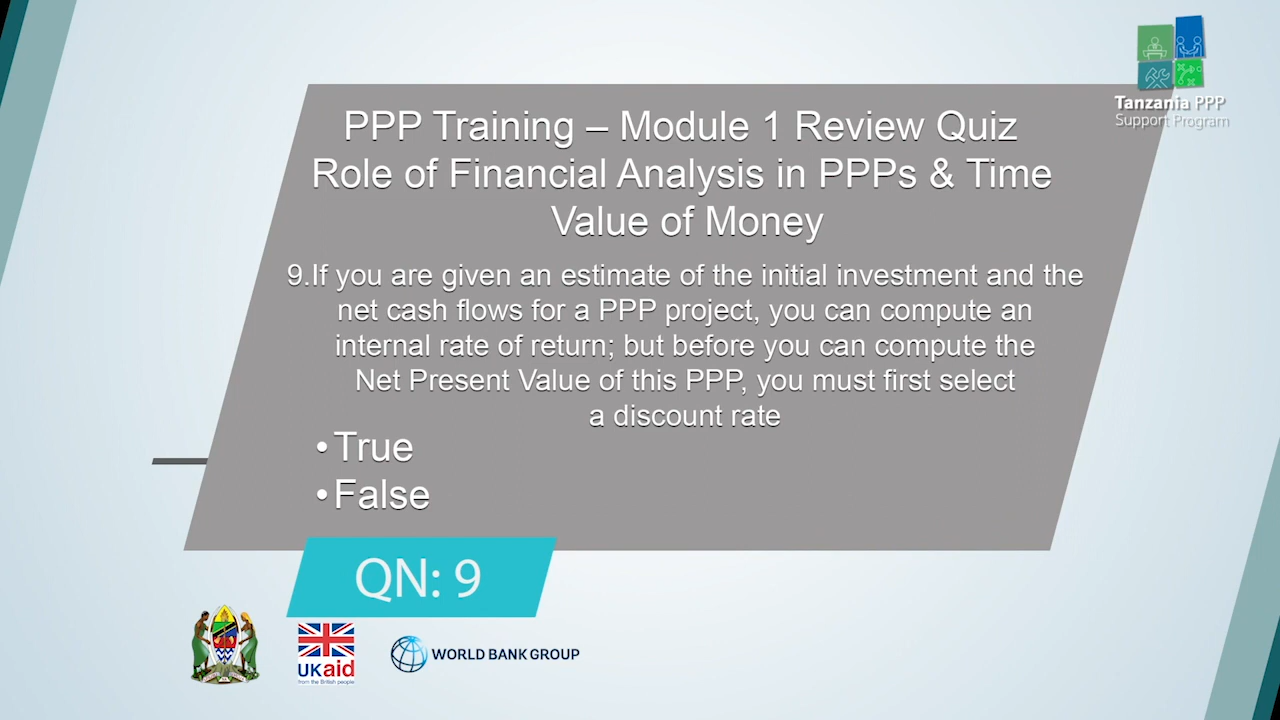 Tanzania PPP
Support Program
PPP Training – Module 1 Review Quiz
Role of Financial Analysis in PPPs & Time
Value of Money
9.If you are given an estimate of the initial investment and the
net cash flows for a PPP project, you can compute an
internal rate of return; but before you can compute the
Net Present Value of this PPP, you must first select
a discount rate
•True
•False
QN: 9
UKaid
from the British people
WORLD BANK GROUP